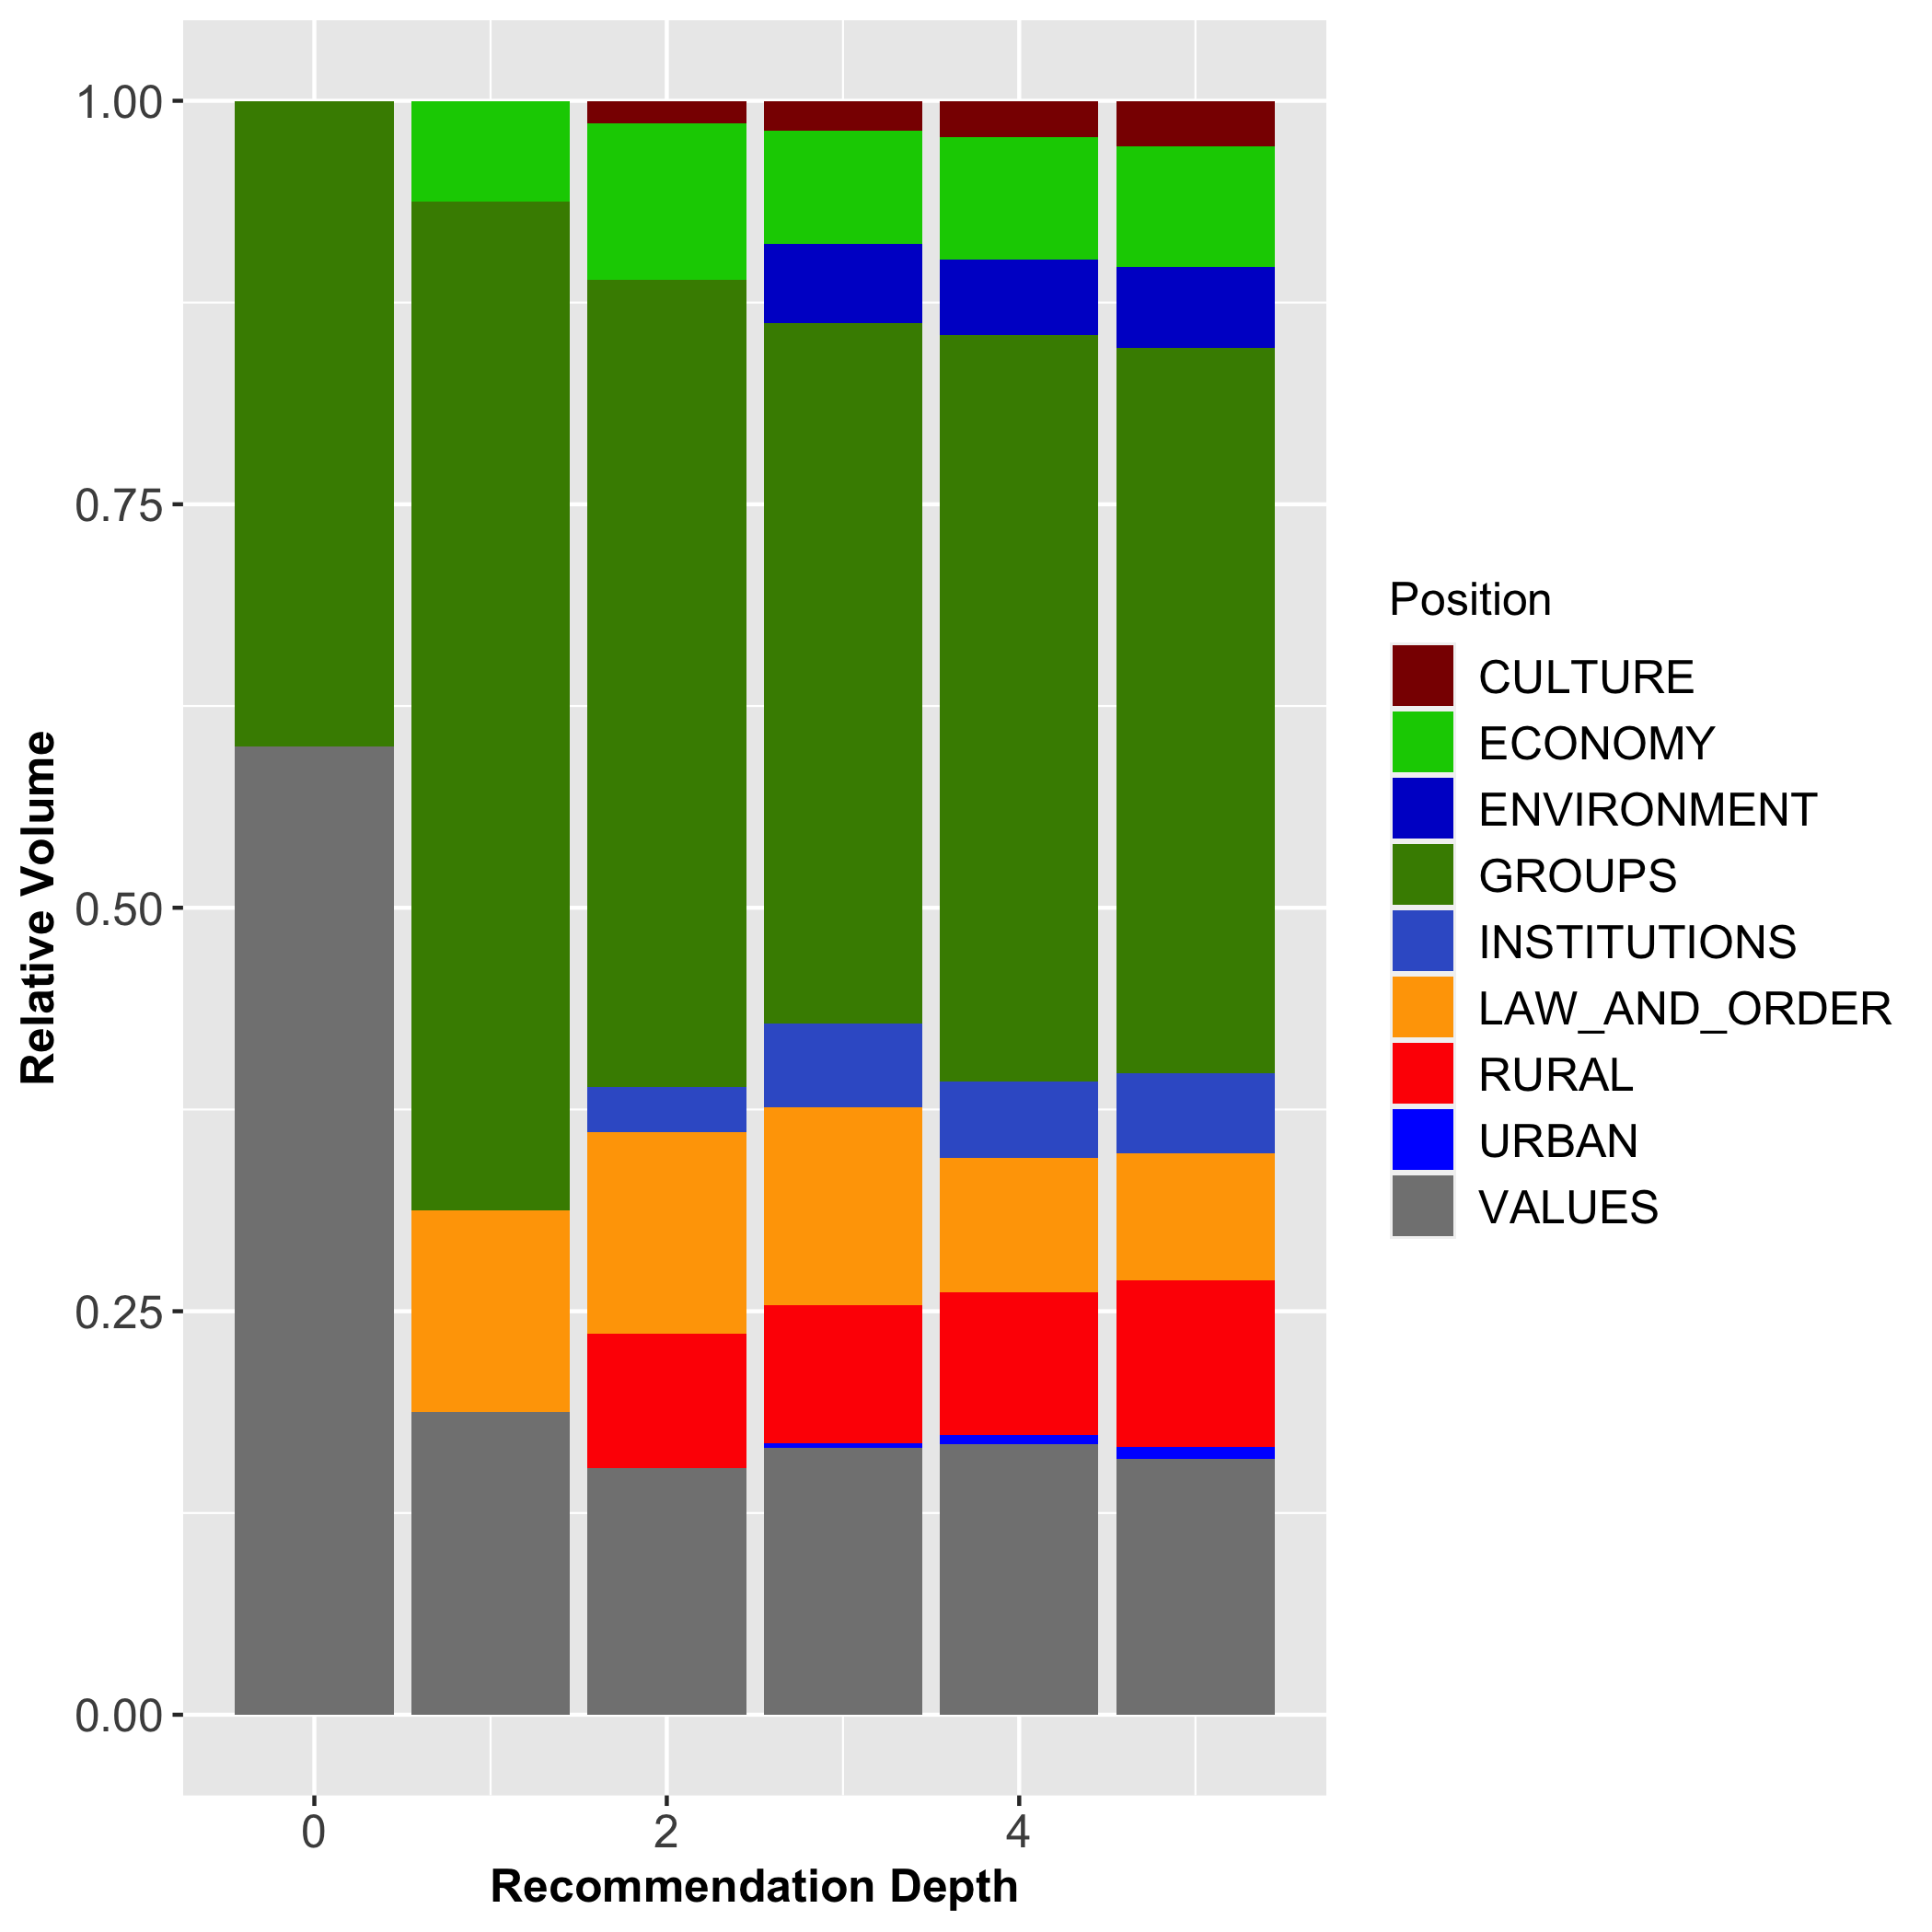 1.00
0.75
0.50
0.25
0.00
Relative Volume
0 2 4
Recommendation Depth
Position
CULTURE
ECONOMY
ENVIRONMENT
GROUPS
INSTITUTIONS
LAW_AND_ORDER
RURAL
URBAN
VALUES